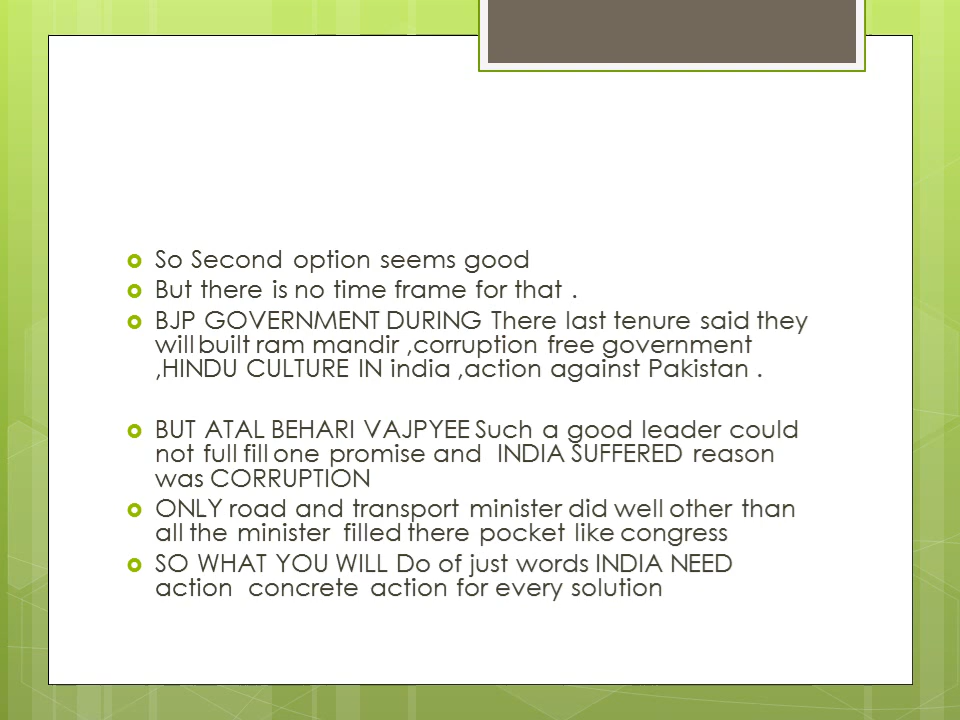 So Second option seems good
But there is no time frame for that .
BJP GOVERNMENT DURING There last tenure said they
will built ram mandir ,corruption free government
,HINDU CULTURE IN india ,action against Pakistan .
BUT ATAL BEHARI VAJPYEE Such a good leader could
not full fill one promise and INDIA SUFFERED reason
was CORRUPTION
ONLY road and transport minister did well other than
all the minister filled there pocket like congress
SO WHAT YOU WILL Do of just words INDIA NEED
action concrete action for every solution